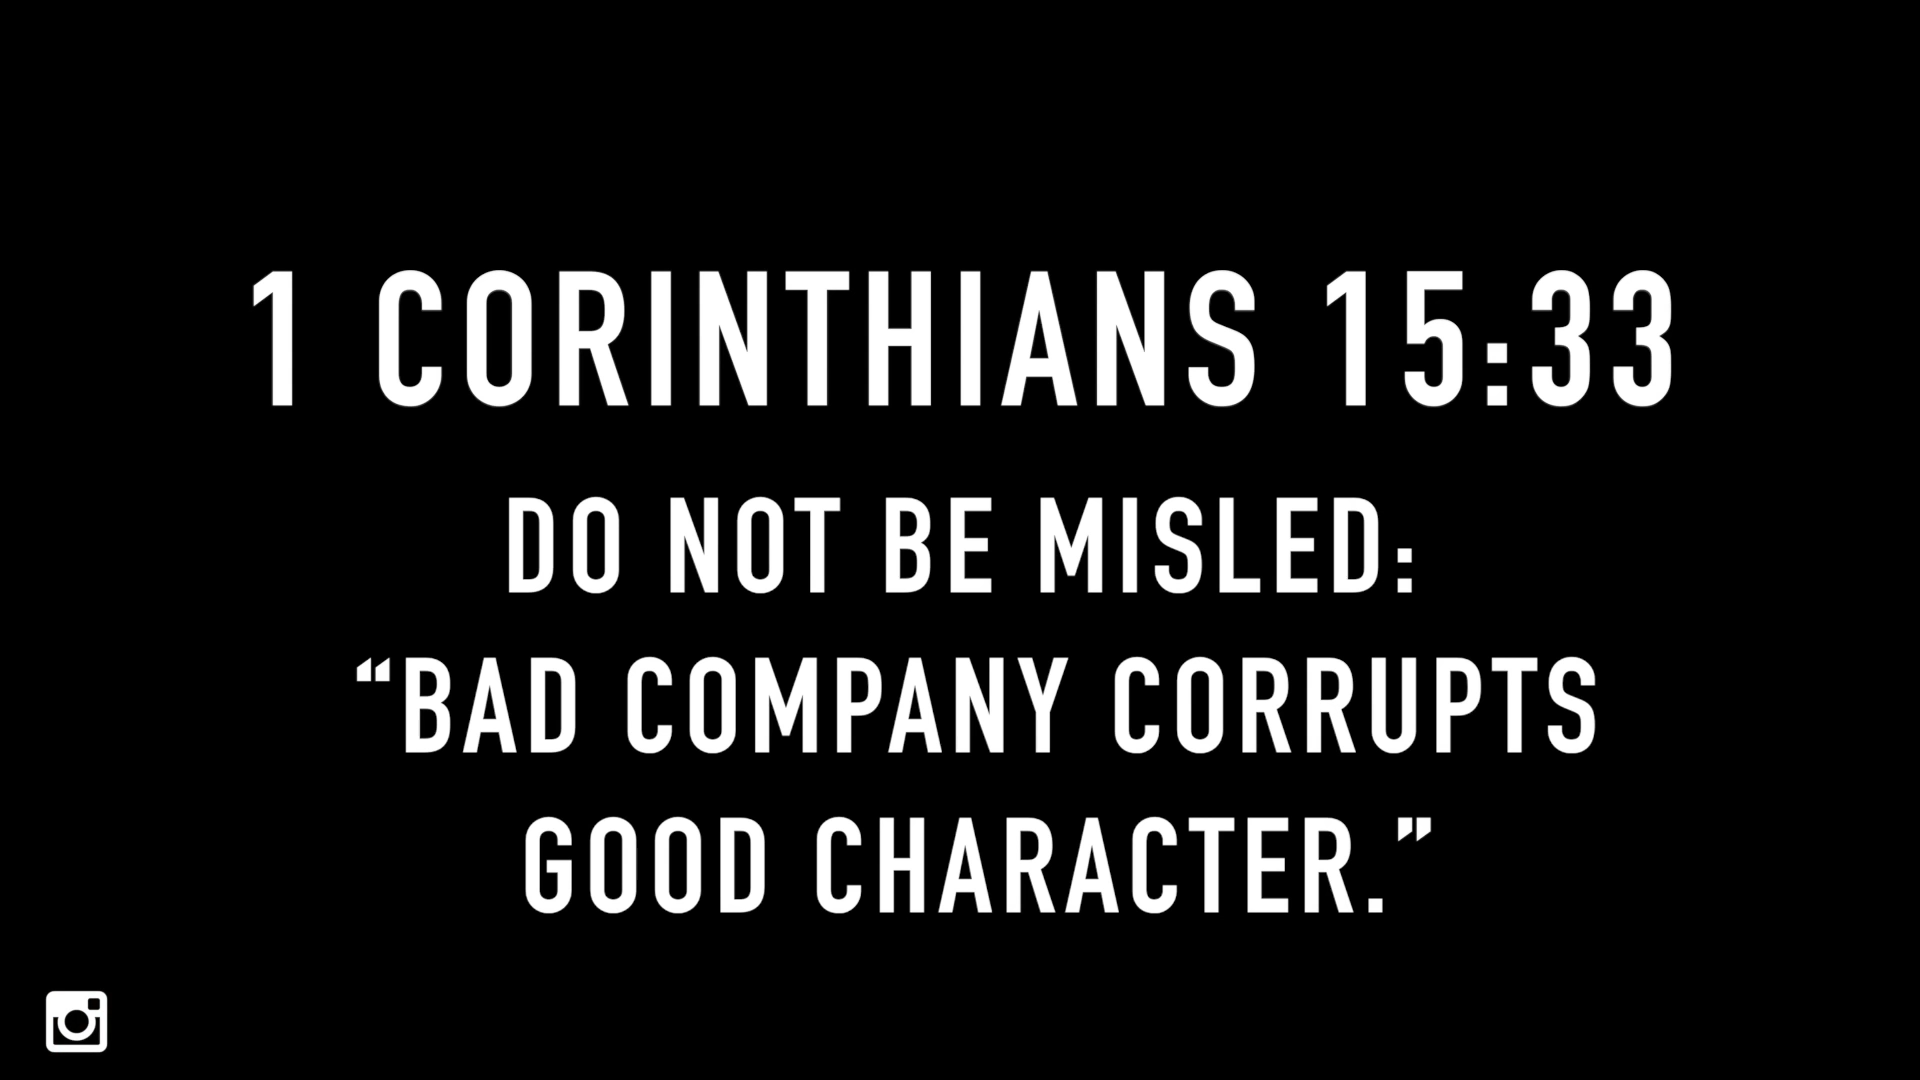 1 CORINTHIANS 15:33
DO NOT BE MISLED:
“BAD COMPANY CORRUPTS
GOOD CHARACTER.”